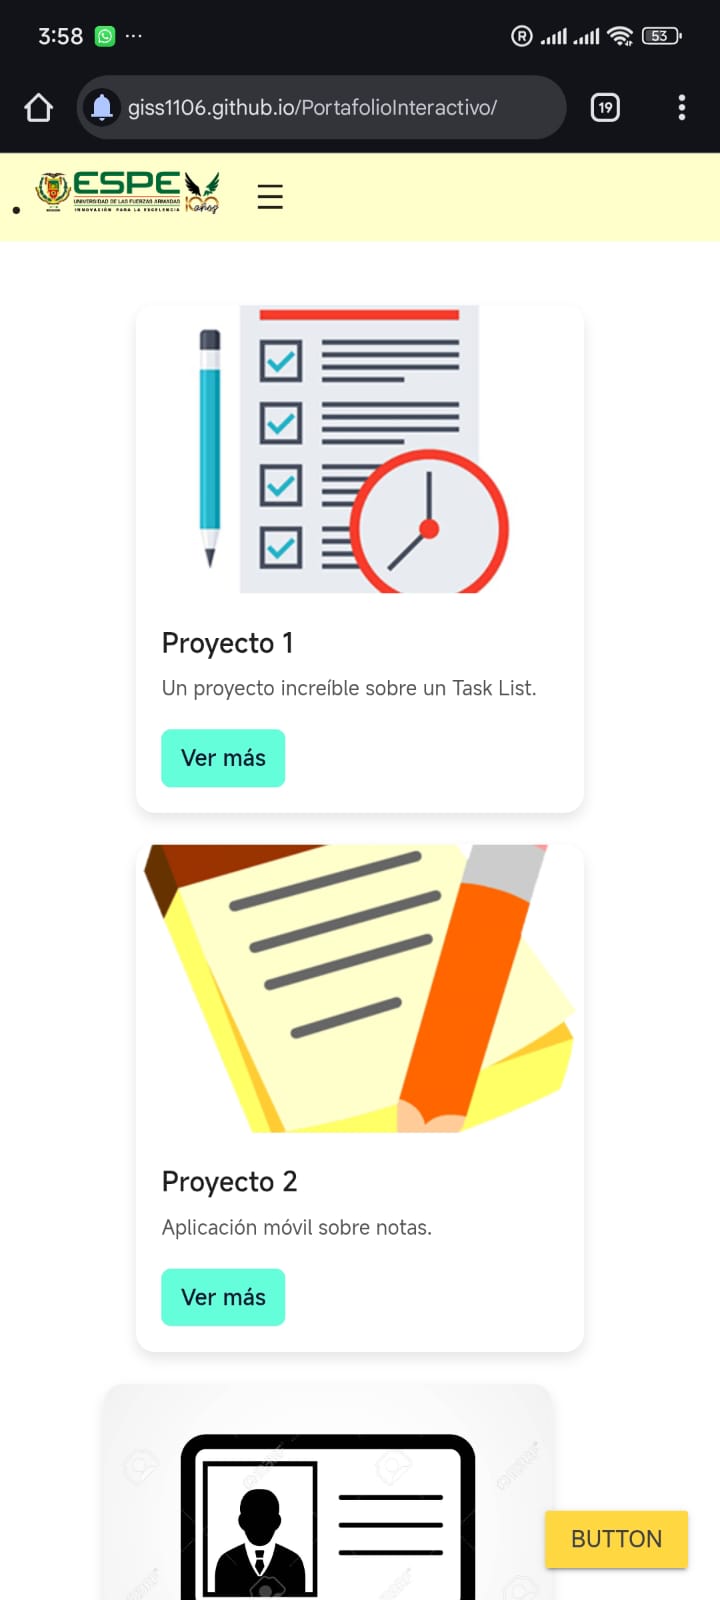 3:58 ...
R 53
giss1106.github.io/PortafolioInteractivo/
19
ESPE
UNIVERSIDAD DE LAS FUERZAS ARMADAS
INNOVACIÓN PARA LA EXCELENCIA
100 años
Proyecto 1
Un proyecto increíble sobre un Task List.
Ver más
Proyecto 2
Aplicación móvil sobre notas.
Ver más
BUTTON